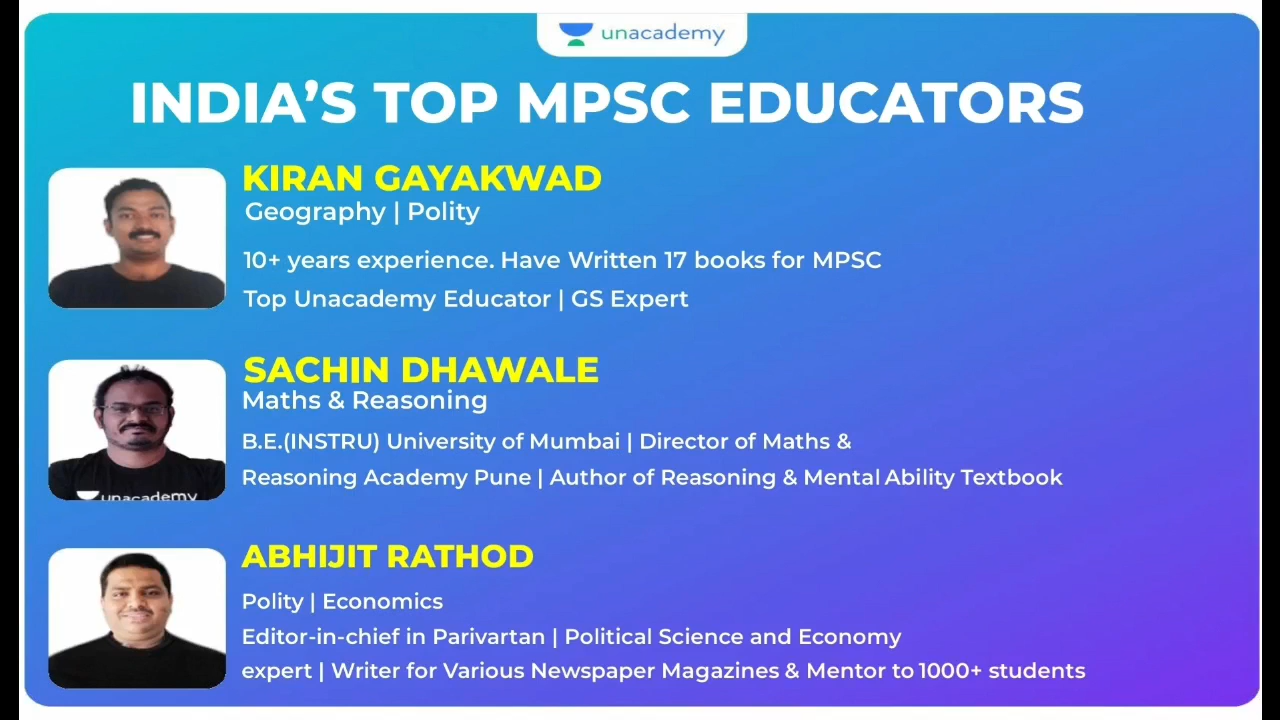 unacademy
INDIA'S TOP MPSC EDUCATORS
KIRAN GAYAKWAD
Geography | Polity
10+ years experience. Have Written 17 books for MPSC
Top Unacademy Educator | GS Expert
SACHIN DHAWALE
Maths & Reasoning
B.E.(INSTRU) University of Mumbai | Director of Maths &
Reasoning Academy Pune | Author of Reasoning & Mental Ability Textbook
unacademy
ABHIJIT RATHOD
Polity | Economics
Editor-in-chief in Parivartan | Political Science and Economy
expert | Writer for Various Newspaper Magazines & Mentor to 1000+ students